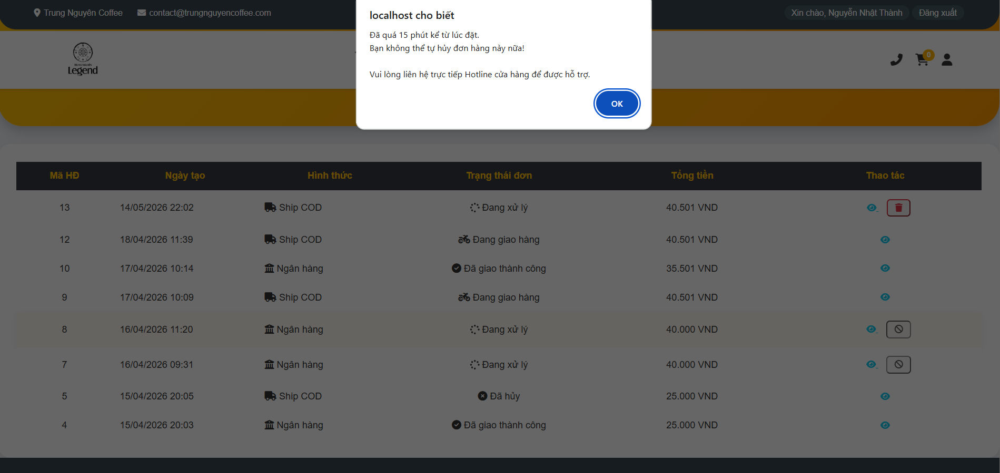 Trung Nguyên Coffee contact@trungnguyencoffee.com Xin chào, Nguyễn Nhật Thành Đăng xuất
localhost cho biết
Đã quá 15 phút kể từ lúc đặt.
Bạn không thể tự hủy đơn hàng này nữa!
Vui lòng liên hệ trực tiếp Hotline cửa hàng để được hỗ trợ.
OK
TRUNG NGUYÊN
Legend
0
Mã HĐ Ngày tạo Hình thức Trạng thái đơn Tổng tiền Thao tác
13 14/05/2026 22:02 Ship COD Đang xử lý 40.501 VND
12 18/04/2026 11:39 Ship COD Đang giao hàng 40.501 VND
10 17/04/2026 10:14 Ngân hàng Đã giao thành công 35.501 VND
9 17/04/2026 10:09 Ship COD Đang giao hàng 40.501 VND
8 16/04/2026 11:20 Ngân hàng Đang xử lý 40.000 VND
7 16/04/2026 09:31 Ngân hàng Đang xử lý 40.000 VND
5 15/04/2026 20:05 Ship COD Đã hủy 25.000 VND
4 15/04/2026 20:03 Ngân hàng Đã giao thành công 25.000 VND